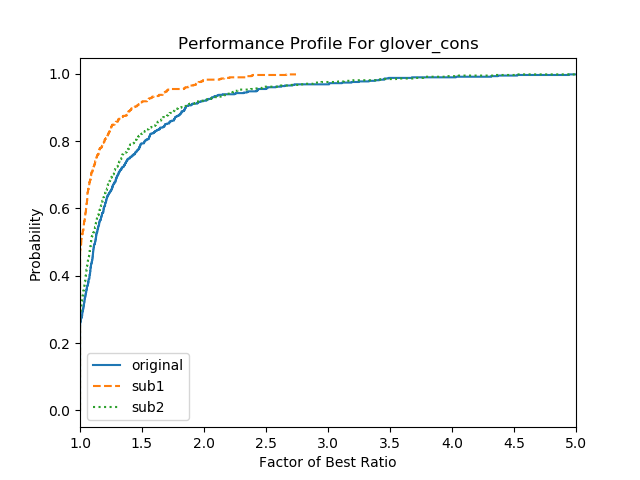 Performance Profile For glover_cons
Probability
1.0
0.8
0.6
0.4
0.2
0.0
original
sub1
sub2
1.0 1.5 2.0 2.5 3.0 3.5 4.0 4.5 5.0
Factor of Best Ratio